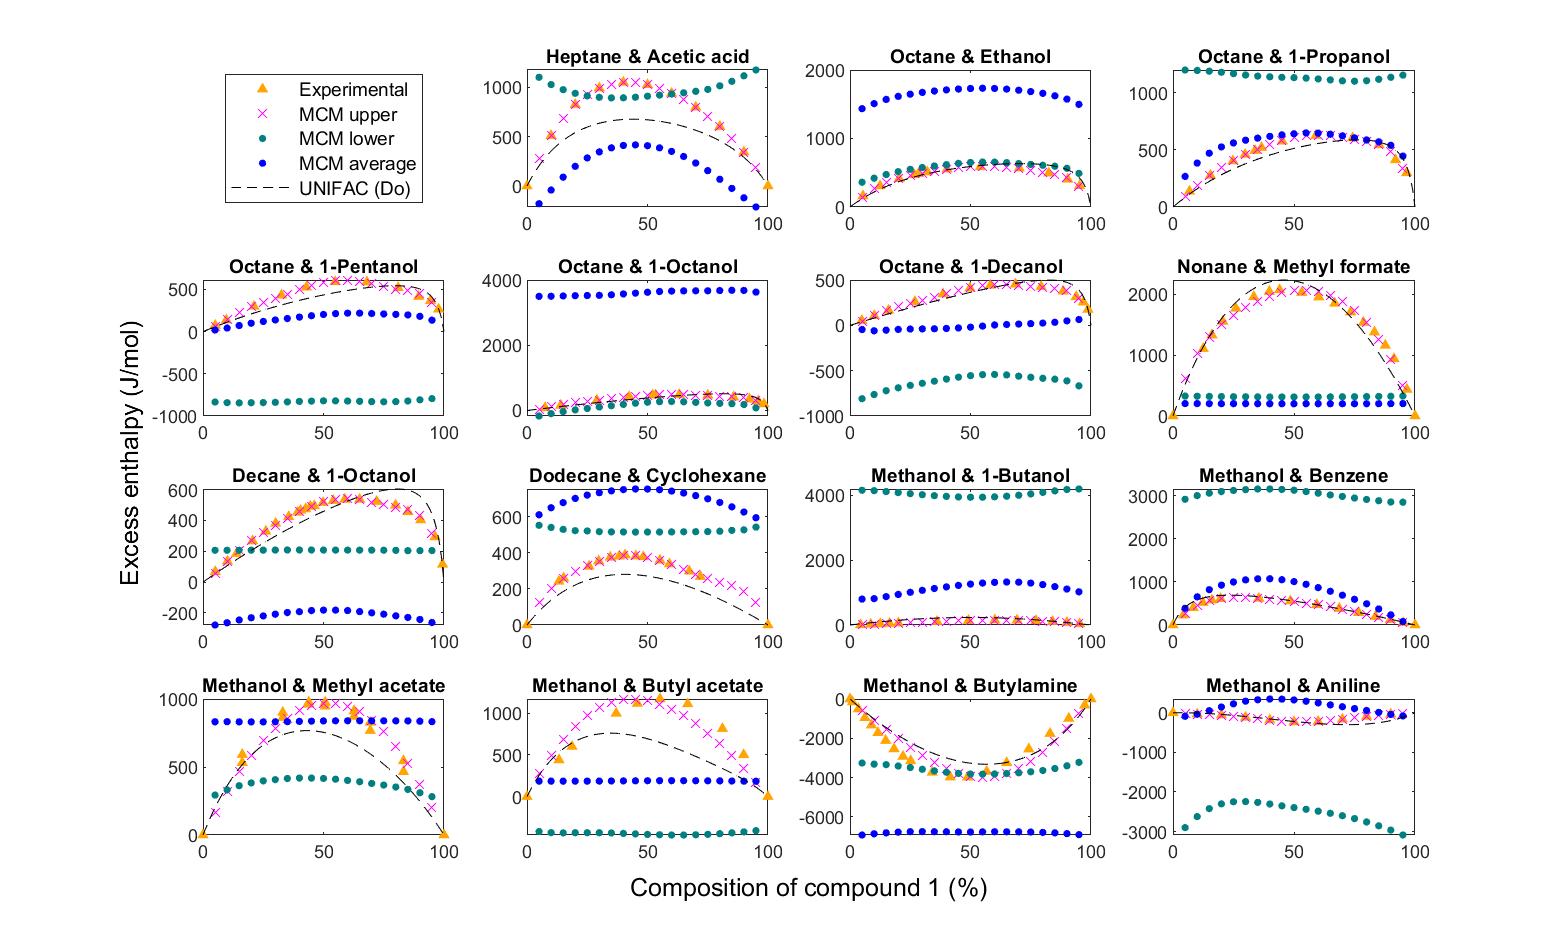 Experimental
MCM upper
MCM lower
MCM average
UNIFAC (Do)
Heptane & Acetic acid
1000
500
0
0 50 100
Octane & Ethanol
2000
1000
0
0 50 100
Octane & 1-Propanol
1000
500
0
0 50 100
Octane & 1-Pentanol
500
0
-500
-1000
0 50 100
Octane & 1-Octanol
4000
2000
0
0 50 100
Octane & 1-Decanol
500
0
-500
-1000
0 50 100
Nonane & Methyl formate
2000
1000
0
0 50 100
Decane & 1-Octanol
600
400
200
0
-200
0 50 100
Dodecane & Cyclohexane
600
400
200
0
0 50 100
Methanol & 1-Butanol
4000
2000
0
0 50 100
Methanol & Benzene
3000
2000
1000
0
0 50 100
Methanol & Methyl acetate
1000
500
0
0 50 100
Methanol & Butyl acetate
1000
500
0
0 50 100
Methanol & Butylamine
0
-2000
-4000
-6000
0 50 100
Methanol & Aniline
0
-1000
-2000
-3000
0 50 100
Excess enthalpy (J/mol)
Composition of compound 1 (%)